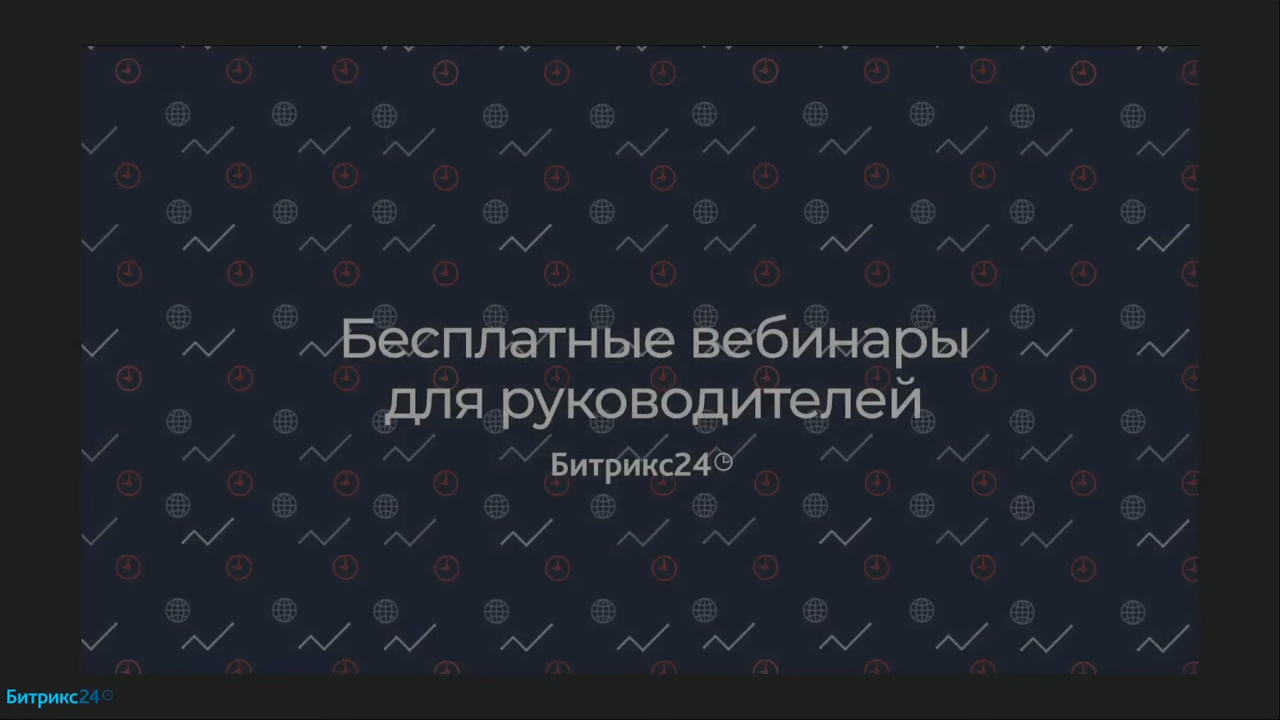 Бесплатные вебинары
для руководителей
Битрикс24
Битрикс24